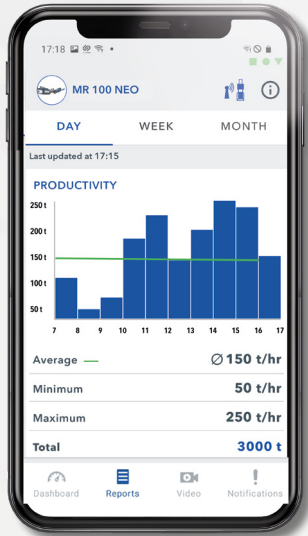 17:18
MR 100 NEO
DAY WEEK MONTH
Last updated at 17:15
PRODUCTIVITY
250 t
200 t
150 t
100 t
50 t
7 8 9 10 11 12 13 14 15 16 17
Average Ø 150 t/hr
Minimum 50 t/hr
Maximum 250 t/hr
Total 3000 t
Dashboard Reports Video Notifications